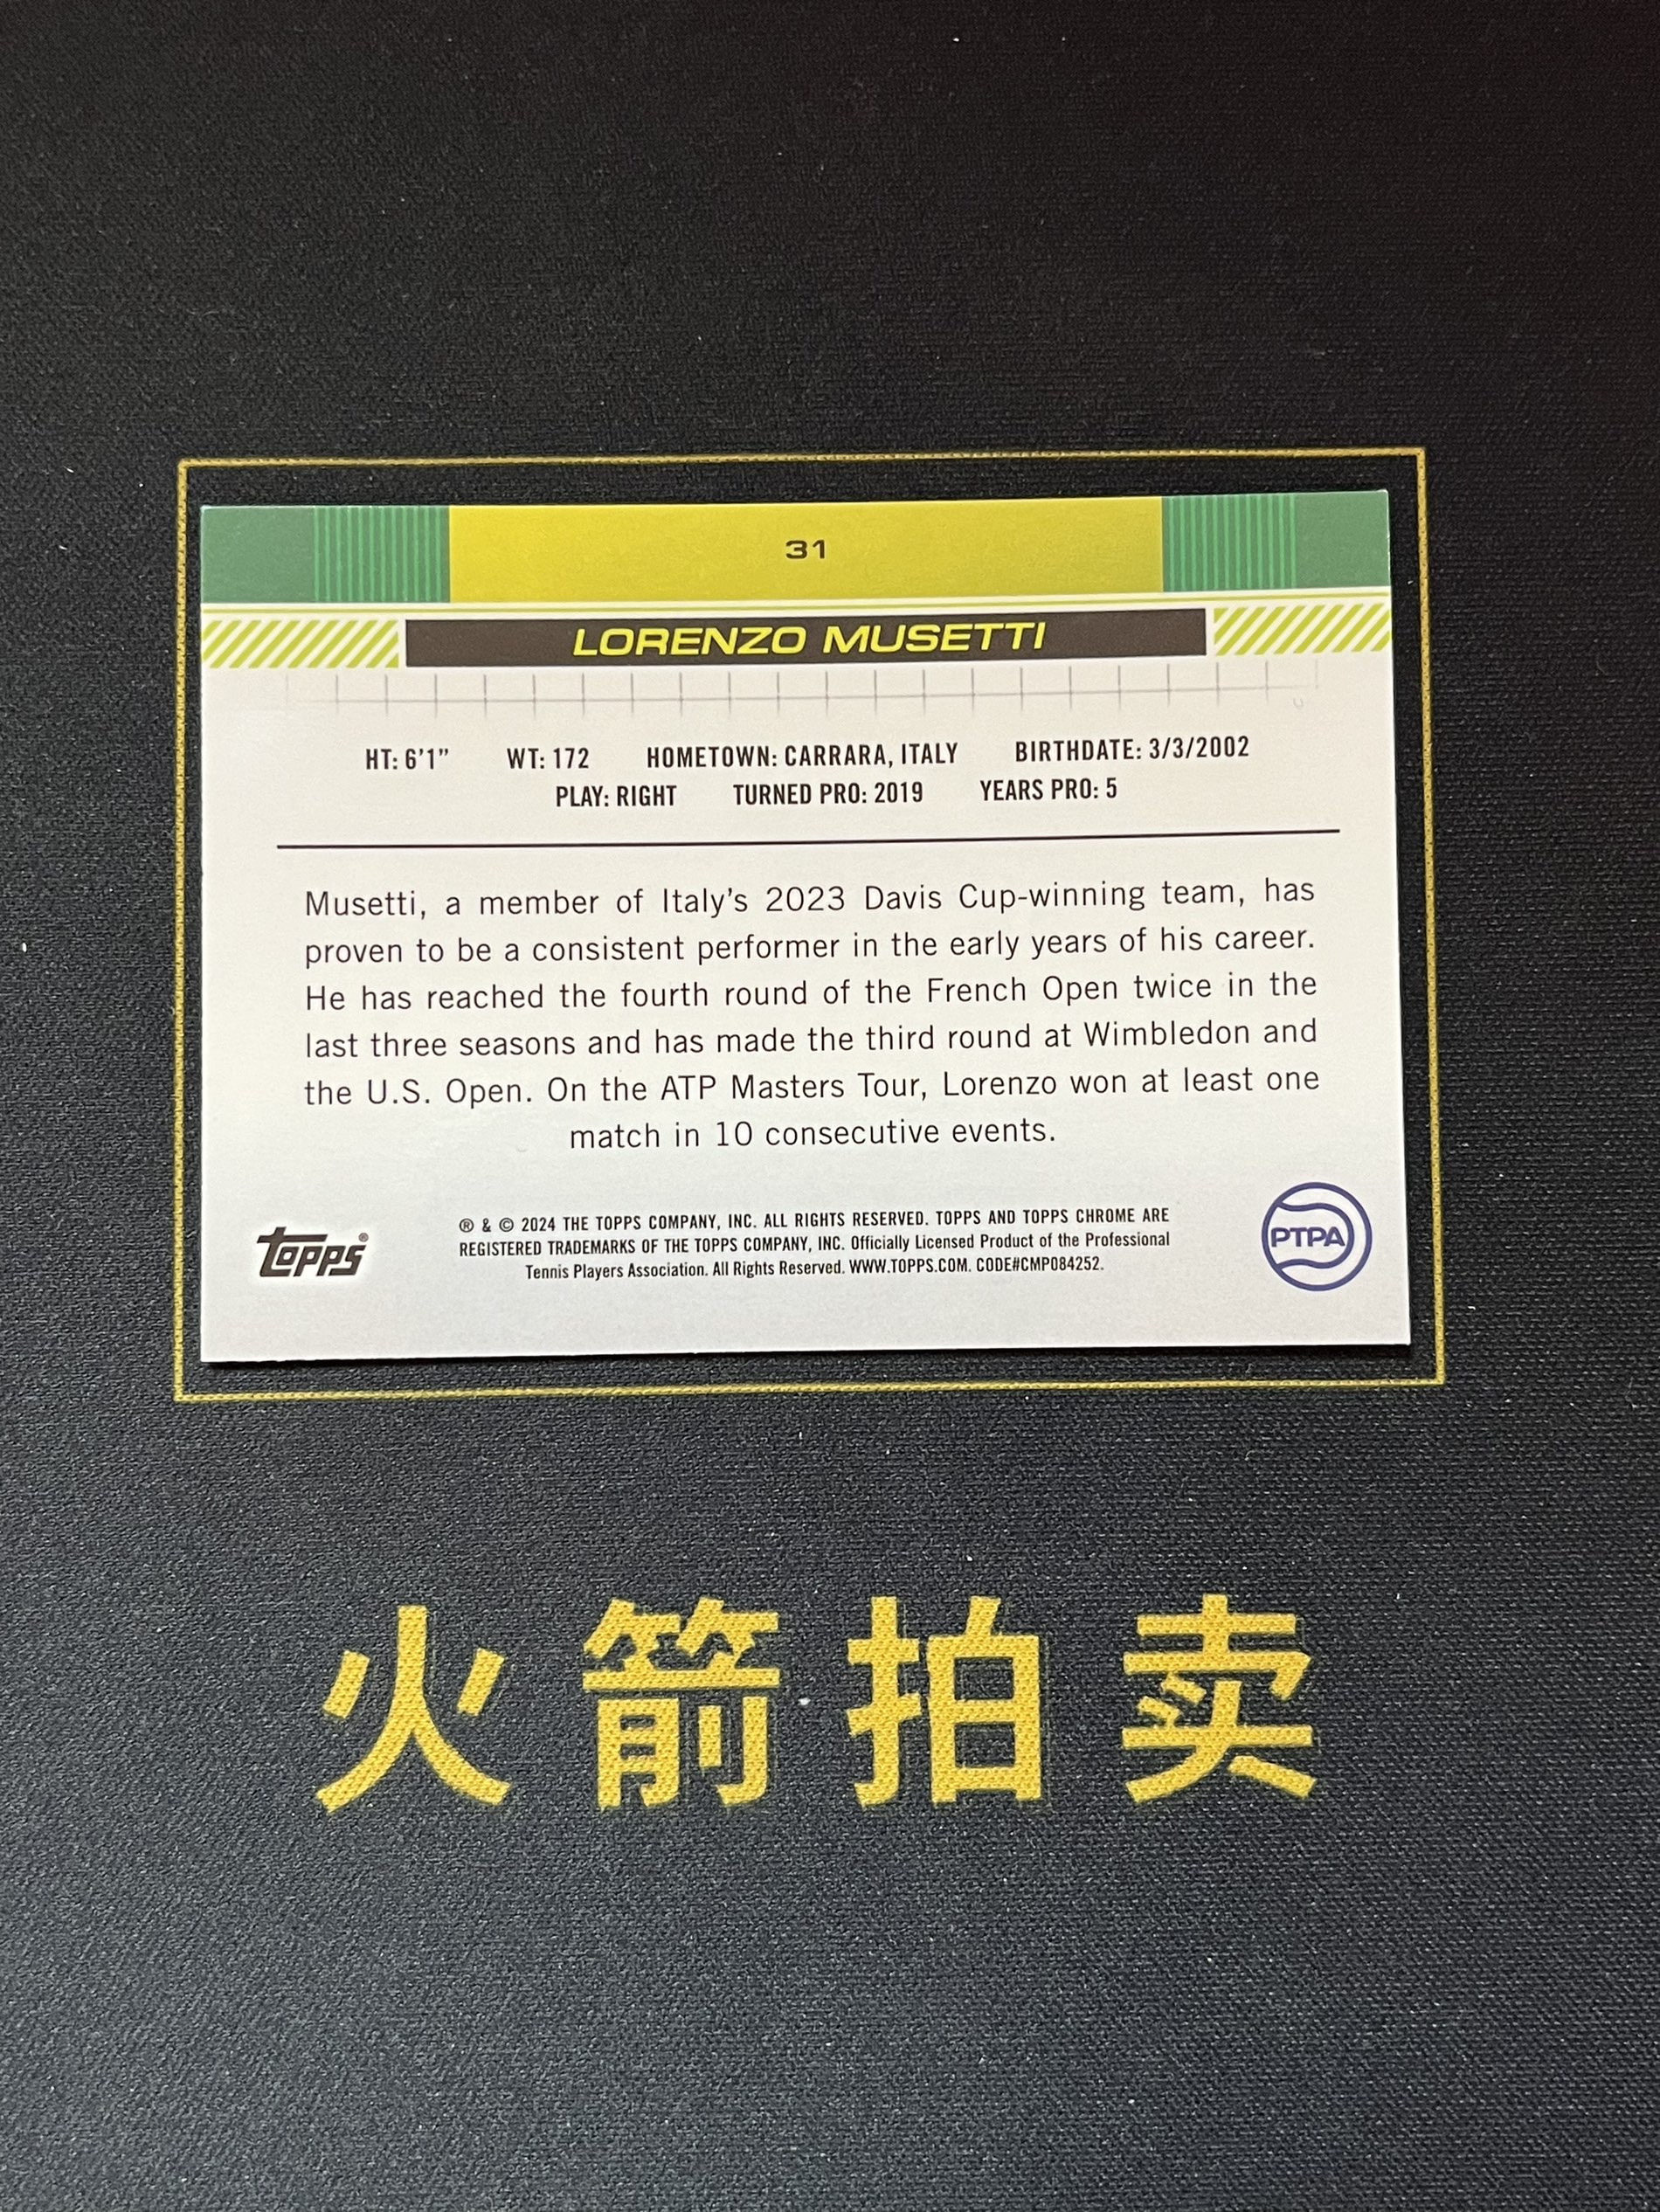 31
LORENZO MUSETTI
HT: 6'1" WT: 172 HOMETOWN: CARRARA, ITALY BIRTHDATE: 3/3/2002
PLAY: RIGHT TURNED PRO: 2019 YEARS PRO: 5
Musetti, a member of Italy's 2023 Davis Cup-winning team, has
proven to be a consistent performer in the early years of his career.
He has reached the fourth round of the French Open twice in the
last three seasons and has made the third round at Wimbledon and
the U.S. Open. On the ATP Masters Tour, Lorenzo won at least one
match in 10 consecutive events.
® & © 2024 THE TOPPS COMPANY, INC. ALL RIGHTS RESERVED. TOPPS AND TOPPS CHROME ARE
REGISTERED TRADEMARKS OF THE TOPPS COMPANY, INC. Officially Licensed Product of the Professional
Tennis Players Association. All Rights Reserved. WWW.TOPPS.COM. CODE#CMP084252.
topps®
PTPA
火箭拍卖